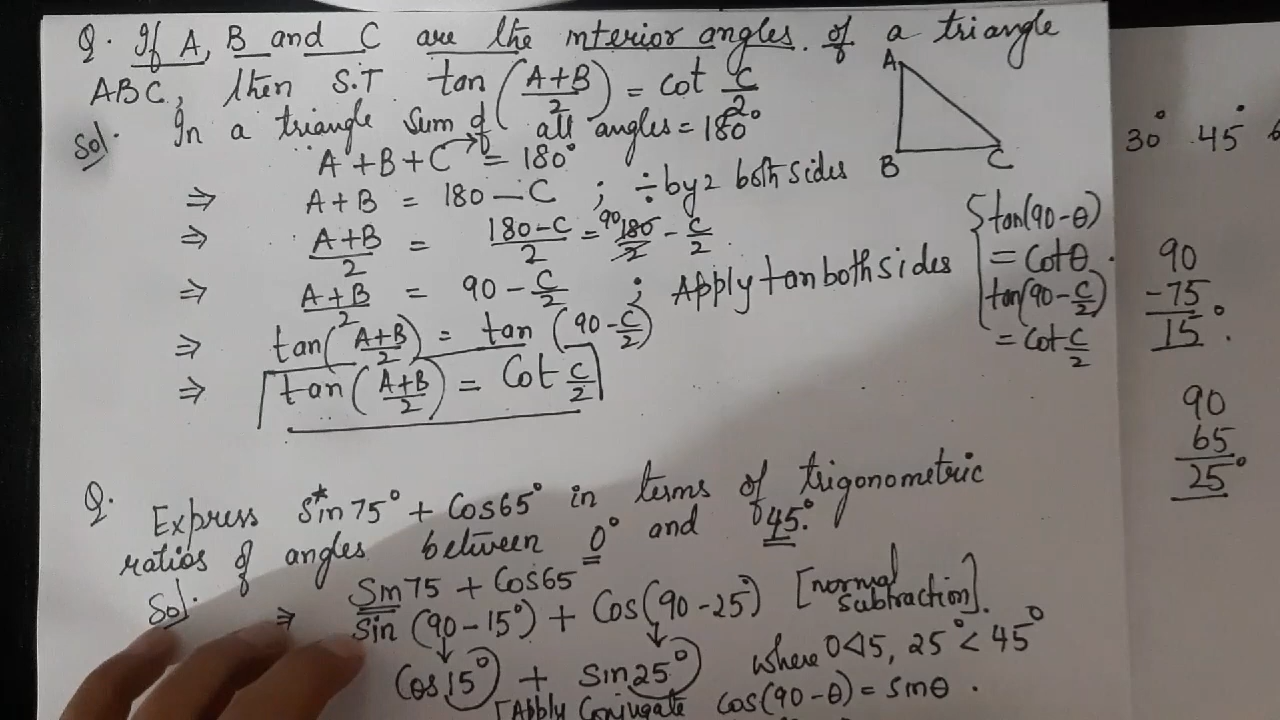 Q. If A, B and C are the interior angles of a triangle
ABC, then S.T tan (A+B/2) = cot C/2
Sol. In a triangle sum of all angles = 180°
A + B + C = 180°
⇒ A + B = 180 - C ; ÷ by 2 both sides
⇒ A+B/2 = 180-C/2 = 180/2 90 - C/2
⇒ A+B/2 = 90 - C/2 ; Apply tan both sides
⇒ tan(A+B/2) = tan (90 - C/2)
⇒ tan (A+B/2) = Cot C/2
A
B
C
{tan(90-θ)
= Cotθ.
tan(90-C/2)
= Cot C/2
30° 45°
90
-75
15°.
90
65
25°
Q. Express Sin 75° + Cos 65° in terms of trigonometric
ratios of angles between 0° and 45°.
Sol. Sin 75 + Cos 65
⇒ Sin (90-15°) + Cos(90-25°) [normal subtraction].
Cos 15° + Sin 25° where 0<15, 25° < 45°
[Apply Conjugate cos(90-θ) = sinθ.